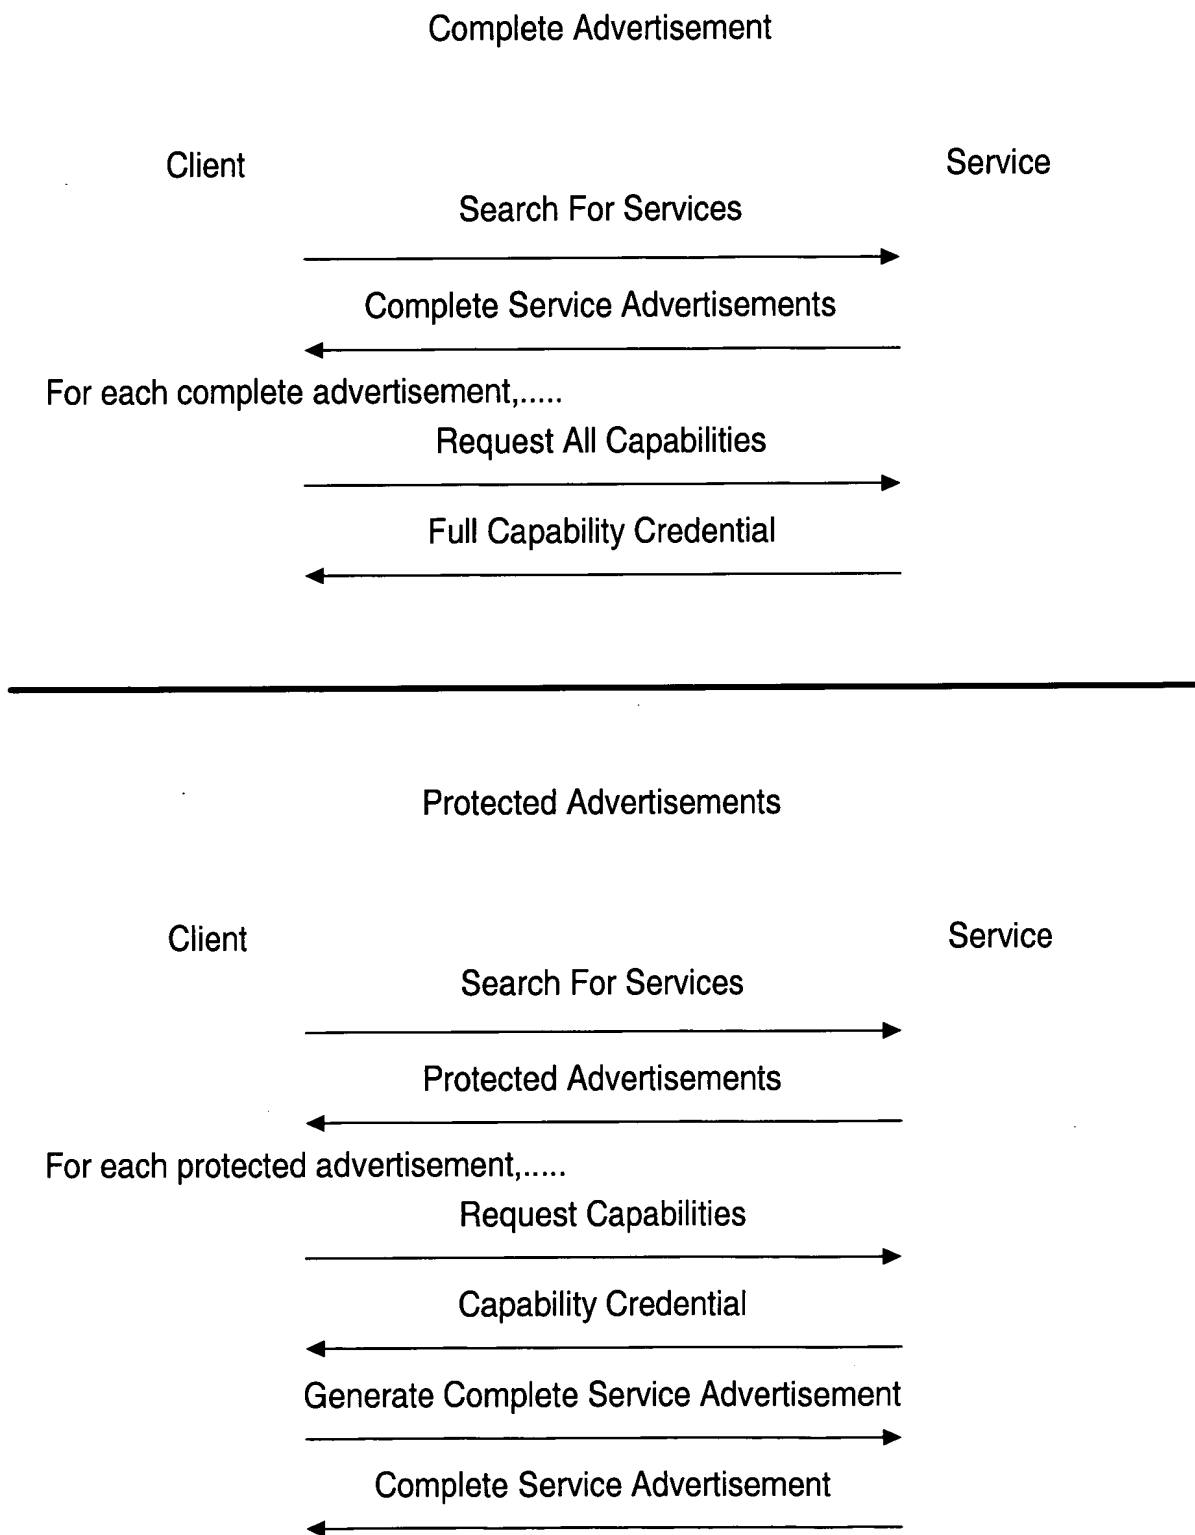 Complete Advertisement
Client
Service
Search For Services
Complete Service Advertisements
For each complete advertisement,.....
Request All Capabilities
Full Capability Credential
Protected Advertisements
Client
Service
Search For Services
Protected Advertisements
For each protected advertisement,.....
Request Capabilities
Capability Credential
Generate Complete Service Advertisement
Complete Service Advertisement